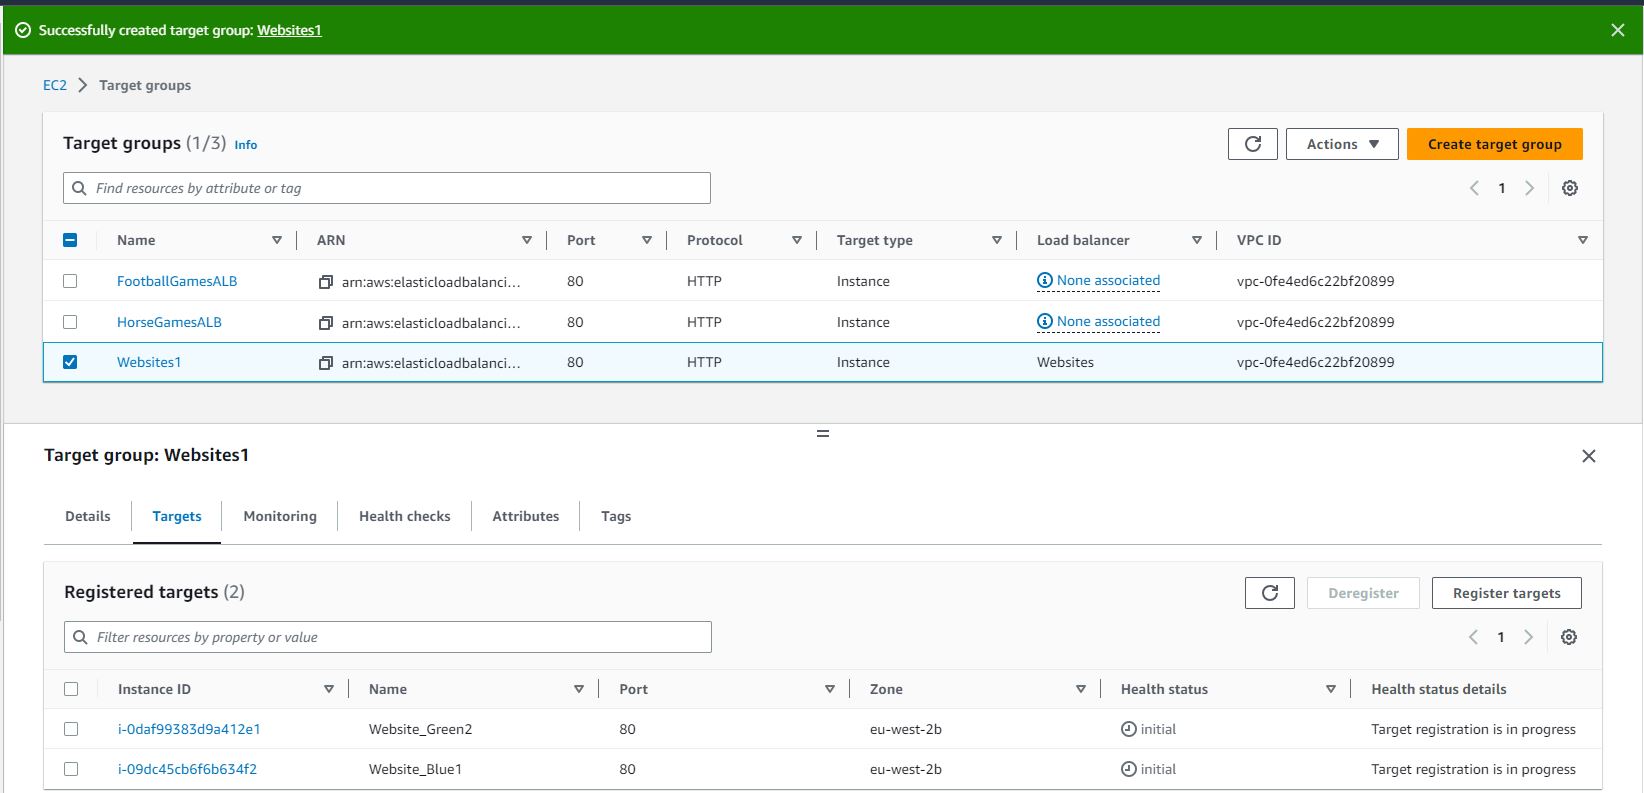 Successfully created target group: Websites1
EC2 > Target groups
Target groups (1/3) Info
Actions
Create target group
Find resources by attribute or tag
1
Name ARN Port Protocol Target type Load balancer VPC ID
FootballGamesALB arn:aws:elasticloadbalanci... 80 HTTP Instance None associated vpc-0fe4ed6c22bf20899
HorseGamesALB arn:aws:elasticloadbalanci... 80 HTTP Instance None associated vpc-0fe4ed6c22bf20899
Websites1 arn:aws:elasticloadbalanci... 80 HTTP Instance Websites vpc-0fe4ed6c22bf20899
Target group: Websites1
Details Targets Monitoring Health checks Attributes Tags
Registered targets (2)
Deregister
Register targets
Filter resources by property or value
1
Instance ID Name Port Zone Health status Health status details
i-0daf99383d9a412e1 Website_Green2 80 eu-west-2b initial Target registration is in progress
i-09dc45cb6f6b634f2 Website_Blue1 80 eu-west-2b initial Target registration is in progress